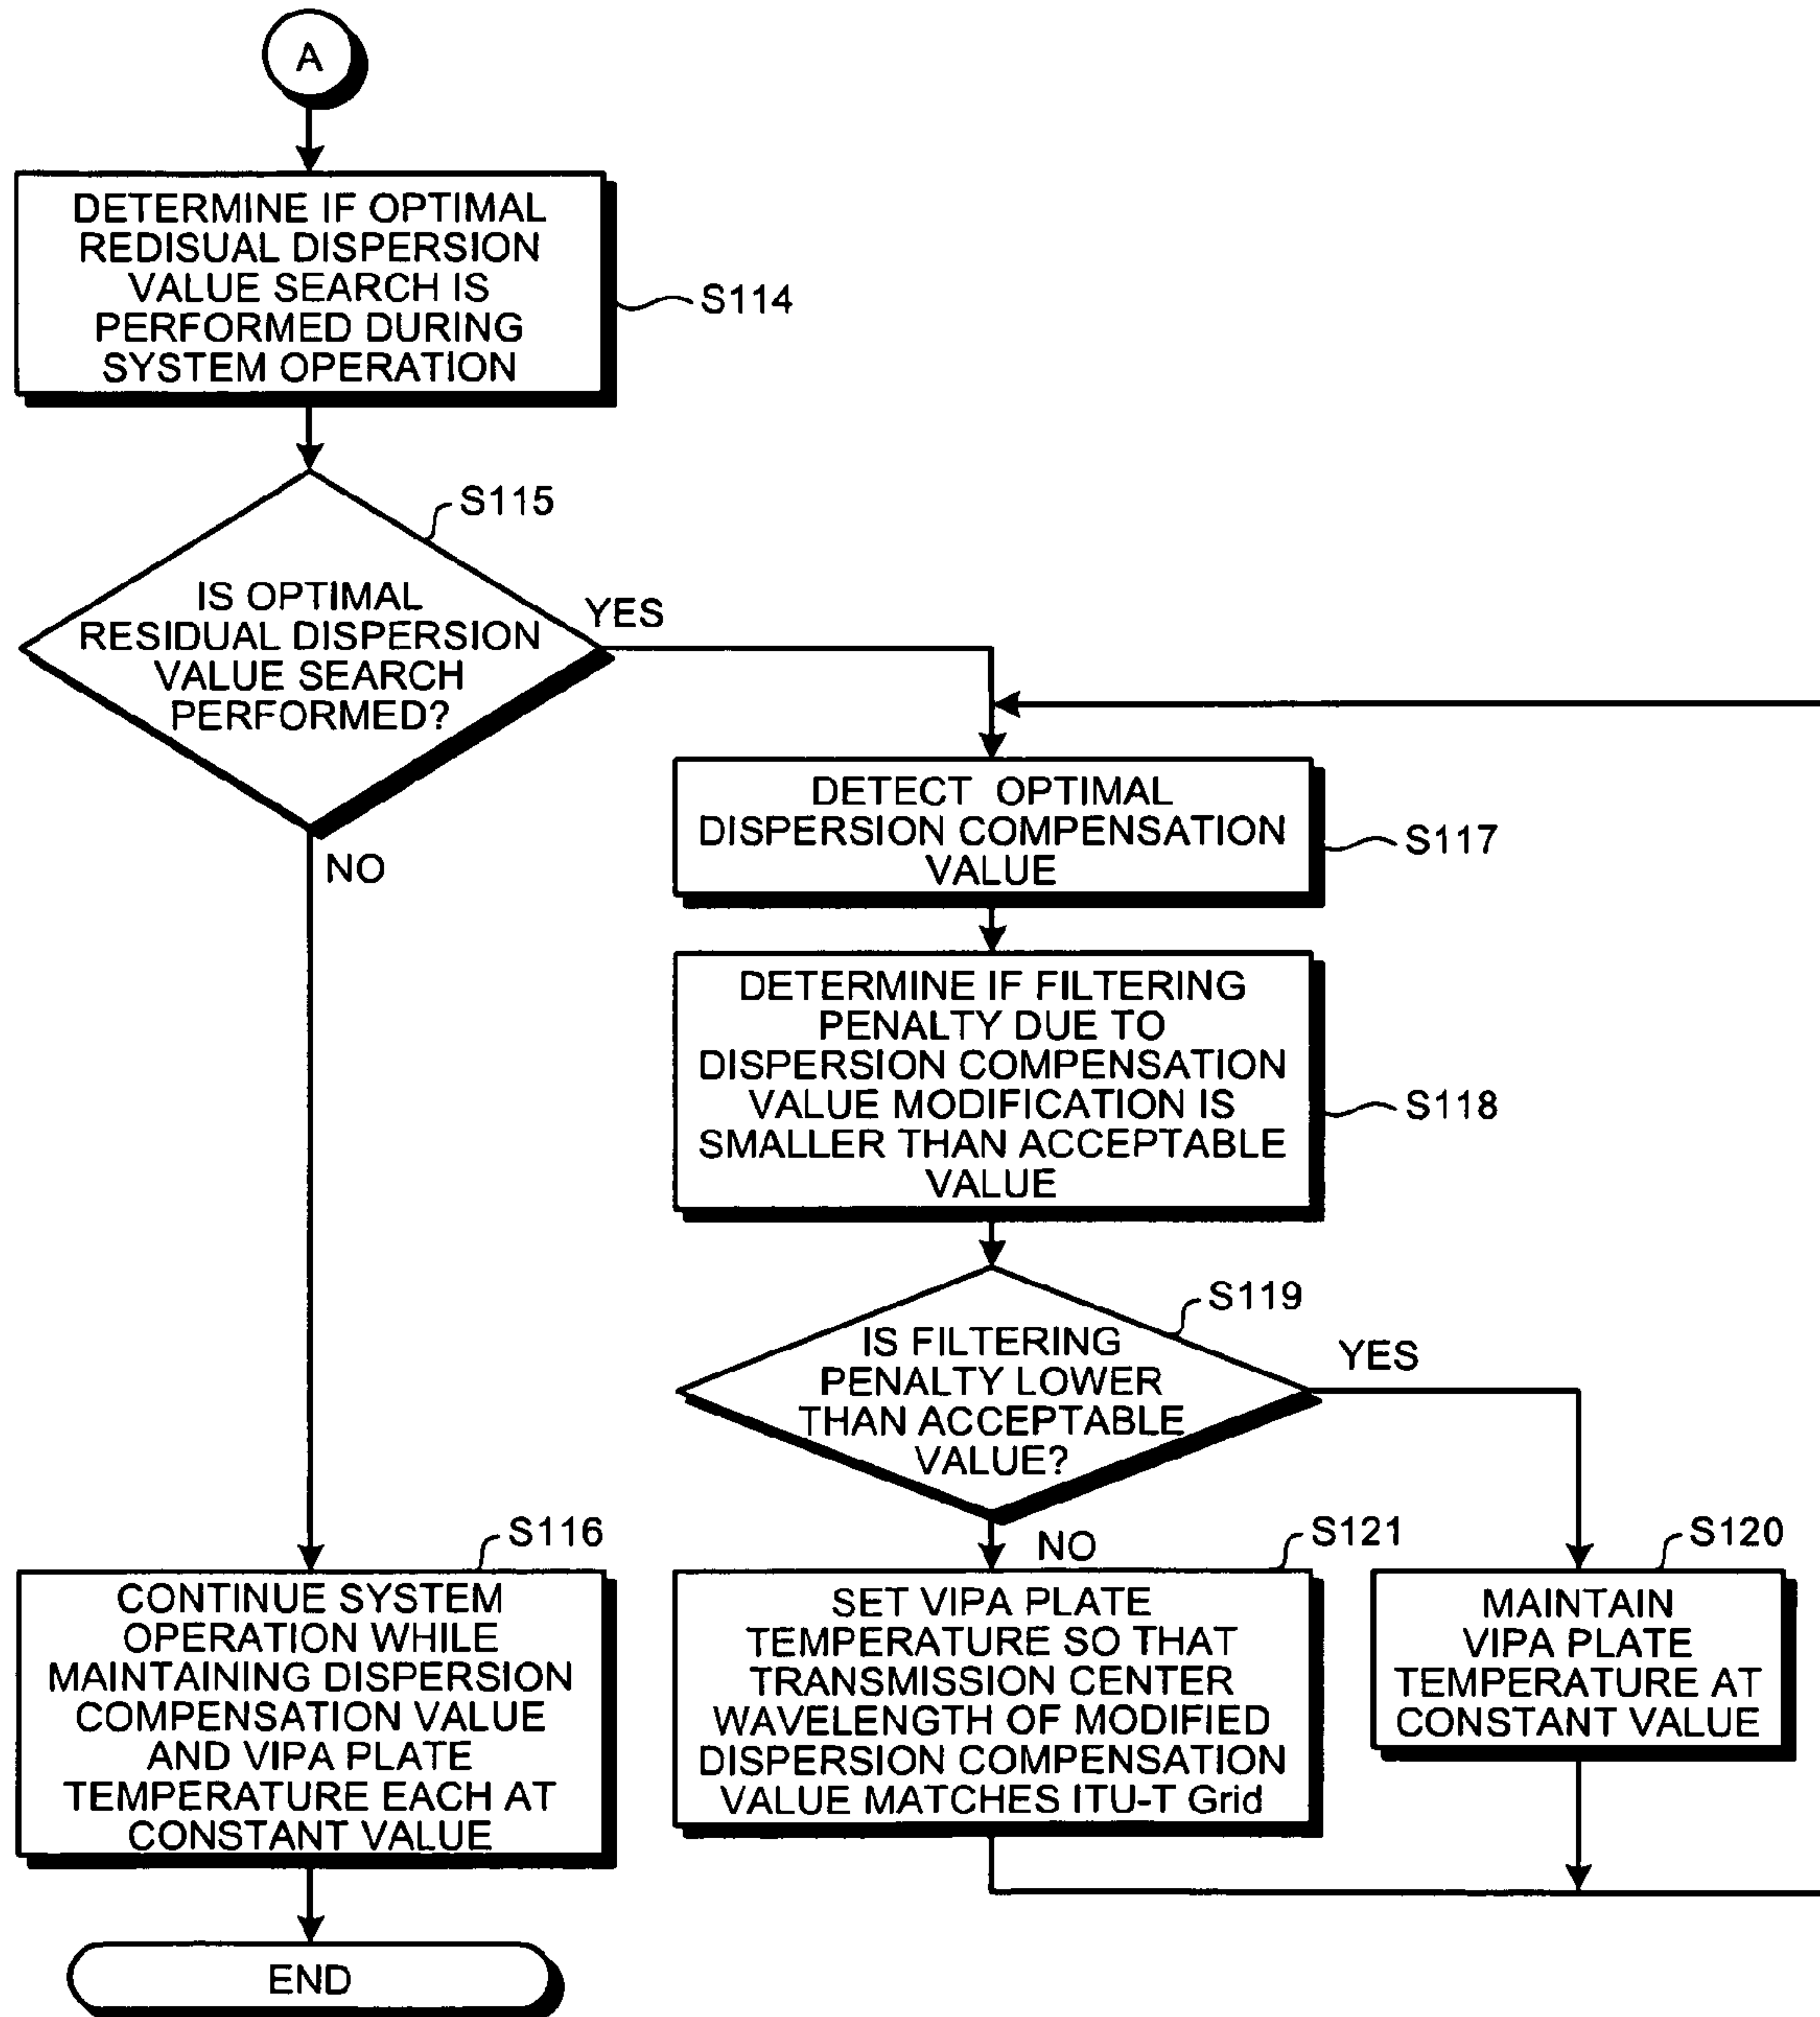 A
DETERMINE IF OPTIMAL
REDISUAL DISPERSION
VALUE SEARCH IS
PERFORMED DURING
SYSTEM OPERATION
S114
S115
IS OPTIMAL
RESIDUAL DISPERSION
VALUE SEARCH
PERFORMED?
YES
NO
DETECT OPTIMAL
DISPERSION COMPENSATION
VALUE
S117
DETERMINE IF FILTERING
PENALTY DUE TO
DISPERSION COMPENSATION
VALUE MODIFICATION IS
SMALLER THAN ACCEPTABLE
VALUE
S118
S119
IS FILTERING
PENALTY LOWER
THAN ACCEPTABLE
VALUE?
YES
NO
S116
CONTINUE SYSTEM
OPERATION WHILE
MAINTAINING DISPERSION
COMPENSATION VALUE
AND VIPA PLATE
TEMPERATURE EACH AT
CONSTANT VALUE
S121
SET VIPA PLATE
TEMPERATURE SO THAT
TRANSMISSION CENTER
WAVELENGTH OF MODIFIED
DISPERSION COMPENSATION
VALUE MATCHES ITU-T Grid
S120
MAINTAIN
VIPA PLATE
TEMPERATURE AT
CONSTANT VALUE
END